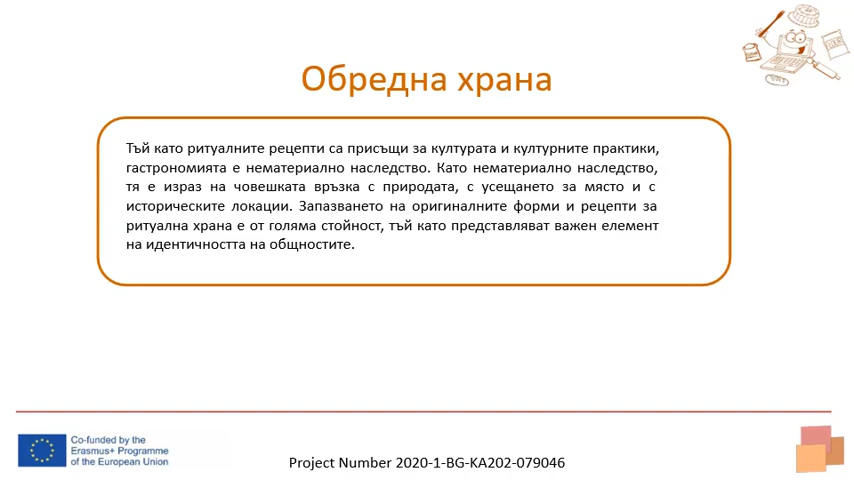 Обредна храна
Тъй като ритуалните рецепти са присъщи за културата и културните практики,
гастрономията е нематериално наследство. Като нематериално наследство,
тя е израз на човешката връзка с природата, с усещането за място и с
историческите локации. Запазването на оригиналните форми и рецепти за
ритуална храна е от голяма стойност, тъй като представляват важен елемент
на идентичността на общностите.
Co-funded by the
Erasmus+ Programme
of the European Union
Project Number 2020-1-BG-KA202-079046